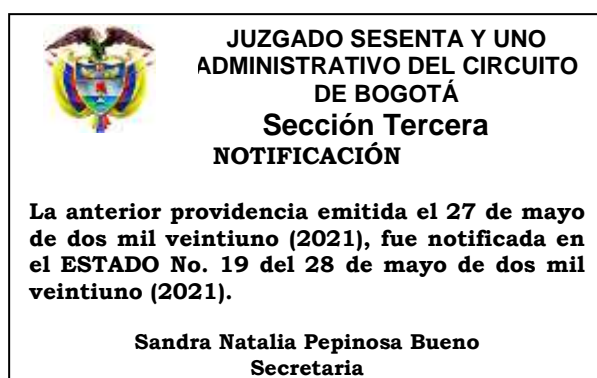 JUZGADO SESENTA Y UNO
ADMINISTRATIVO DEL CIRCUITO
DE BOGOTÁ
Sección Tercera
NOTIFICACIÓN
La anterior providencia emitida el 27 de mayo
de dos mil veintiuno (2021), fue notificada en
el ESTADO No. 19 del 28 de mayo de dos mil
veintiuno (2021).
Sandra Natalia Pepinosa Bueno
Secretaria